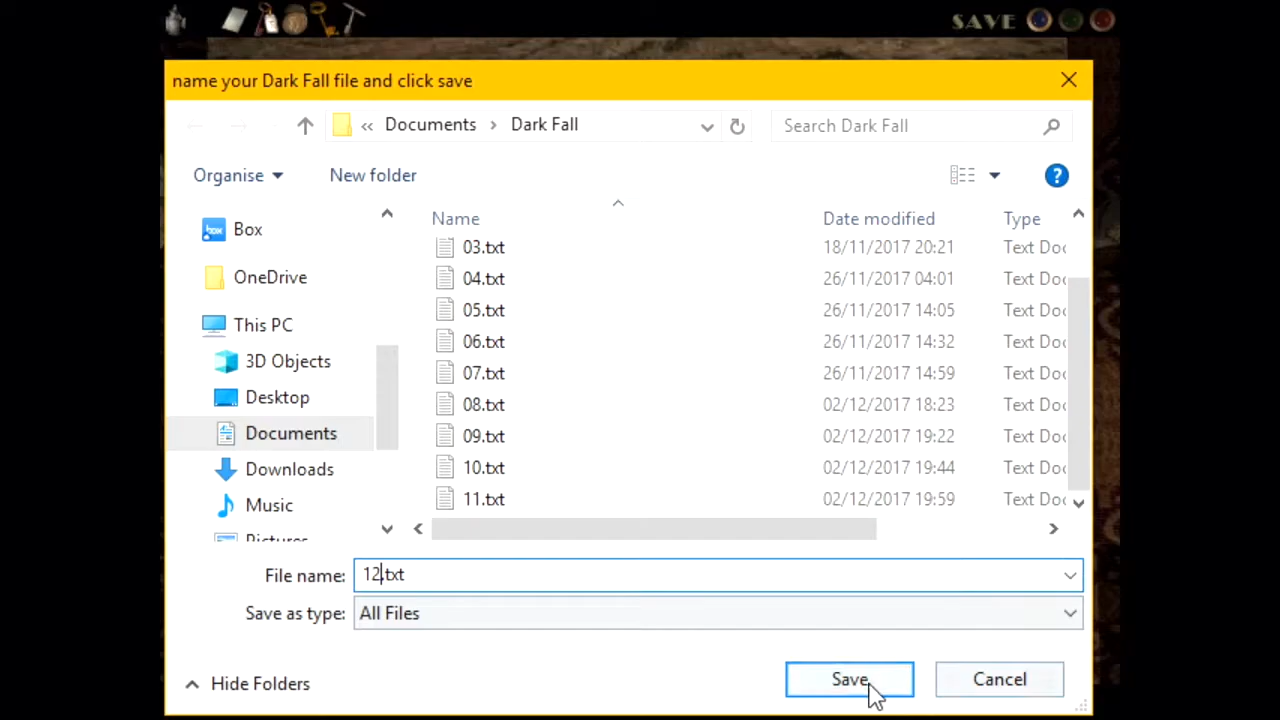 SAVE
name your Dark Fall file and click save
« Documents > Dark Fall
Search Dark Fall
Organise
New folder
Box
OneDrive
This PC
3D Objects
Desktop
Documents
Downloads
Music
Pictures
Name Date modified Type
03.txt 18/11/2017 20:21 Text Doc
04.txt 26/11/2017 04:01 Text Doc
05.txt 26/11/2017 14:05 Text Doc
06.txt 26/11/2017 14:32 Text Doc
07.txt 26/11/2017 14:59 Text Doc
08.txt 02/12/2017 18:23 Text Doc
09.txt 02/12/2017 19:22 Text Doc
10.txt 02/12/2017 19:44 Text Doc
11.txt 02/12/2017 19:59 Text Doc
File name: 12.txt
Save as type: All Files
Hide Folders
Save
Cancel